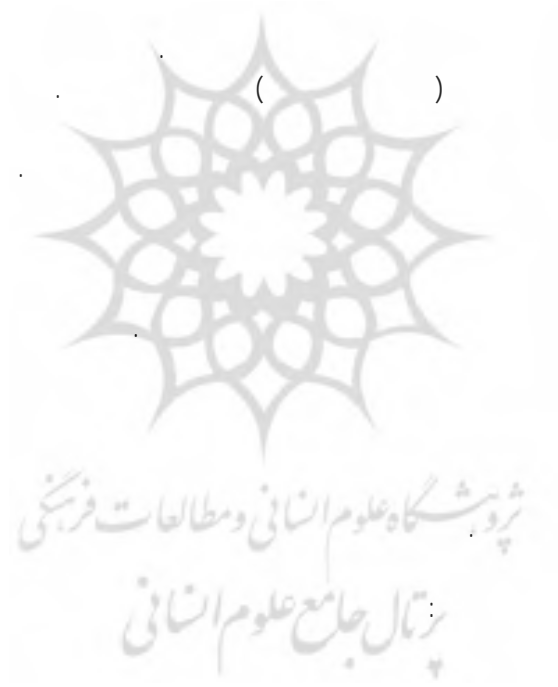 ( )
پژوهشگاه علوم انسانی و مطالعات فرهنگی
پرتال جامع علوم انسانی